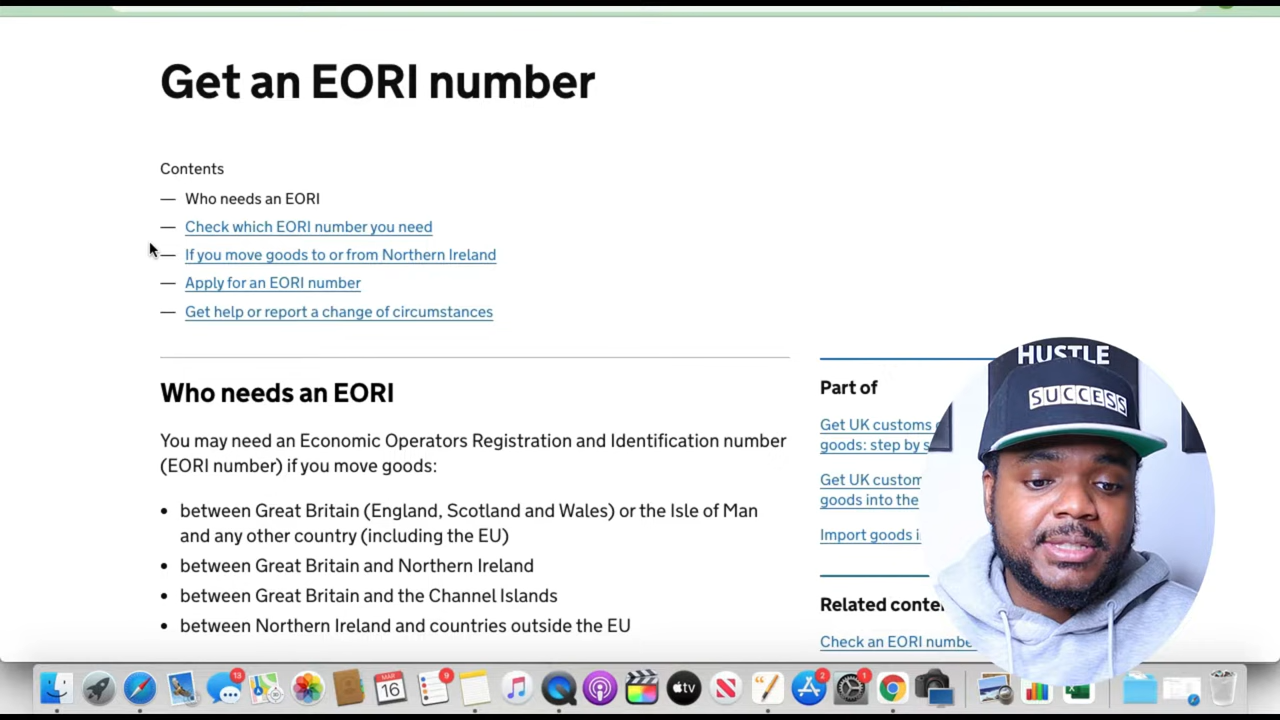 Get an EORI number
Contents
— Who needs an EORI
— Check which EORI number you need
— If you move goods to or from Northern Ireland
— Apply for an EORI number
— Get help or report a change of circumstances
Who needs an EORI
You may need an Economic Operators Registration and Identification number
(EORI number) if you move goods:
• between Great Britain (England, Scotland and Wales) or the Isle of Man
and any other country (including the EU)
• between Great Britain and Northern Ireland
• between Great Britain and the Channel Islands
• between Northern Ireland and countries outside the EU
Part of
Get UK customs
goods: step by
Get UK
goods into the
Import goods
Related
Check an EORI
HUSTLE
SUCCESS
13
MAR
16
9
tv
2
1